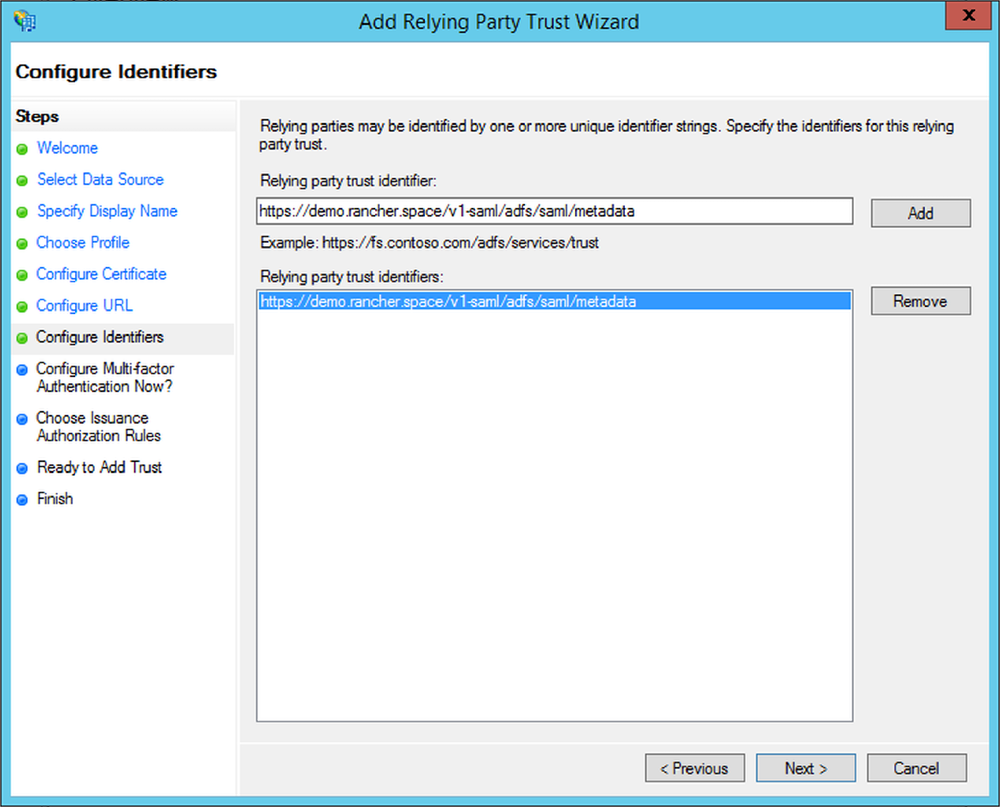 Add Relying Party Trust Wizard
X
Configure Identifiers
Steps
Welcome
Select Data Source
Specify Display Name
Choose Profile
Configure Certificate
Configure URL
Configure Identifiers
Configure Multi-factor
Authentication Now?
Choose Issuance
Authorization Rules
Ready to Add Trust
Finish
Relying parties may be identified by one or more unique identifier strings. Specify the identifiers for this relying
party trust.
Relying party trust identifier:
https://demo.rancher.space/v1-saml/adfs/saml/metadata
Add
Example: https://fs.contoso.com/adfs/services/trust
Relying party trust identifiers:
https://demo.rancher.space/v1-saml/adfs/saml/metadata
Remove
< Previous
Next >
Cancel